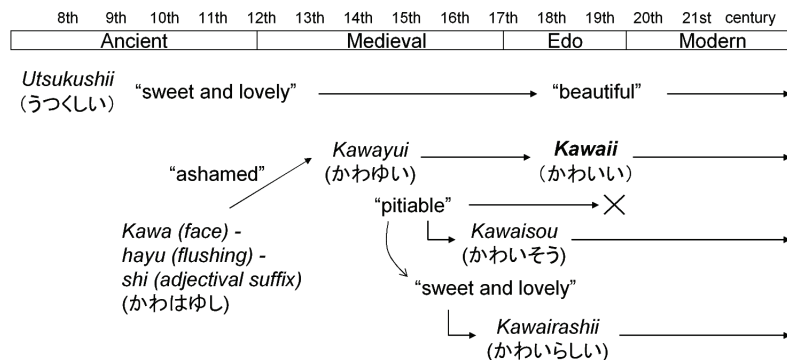 8th 9th 10th 11th 12th 13th 14th 15th 16th 17th 18th 19th 20th 21st century
Ancient Medieval Edo Modern
Utsukushii
(うつくしい)
“sweet and lovely” “beautiful”
“ashamed”
Kawayui
(かわゆい)
Kawaii
(かわいい)
“pitiable”
Kawa (face) -
hayu (flushing) -
shi (adjectival suffix)
(かわはゆし)
Kawaisou
(かわいそう)
“sweet and lovely”
Kawairashii
(かわいらしい)